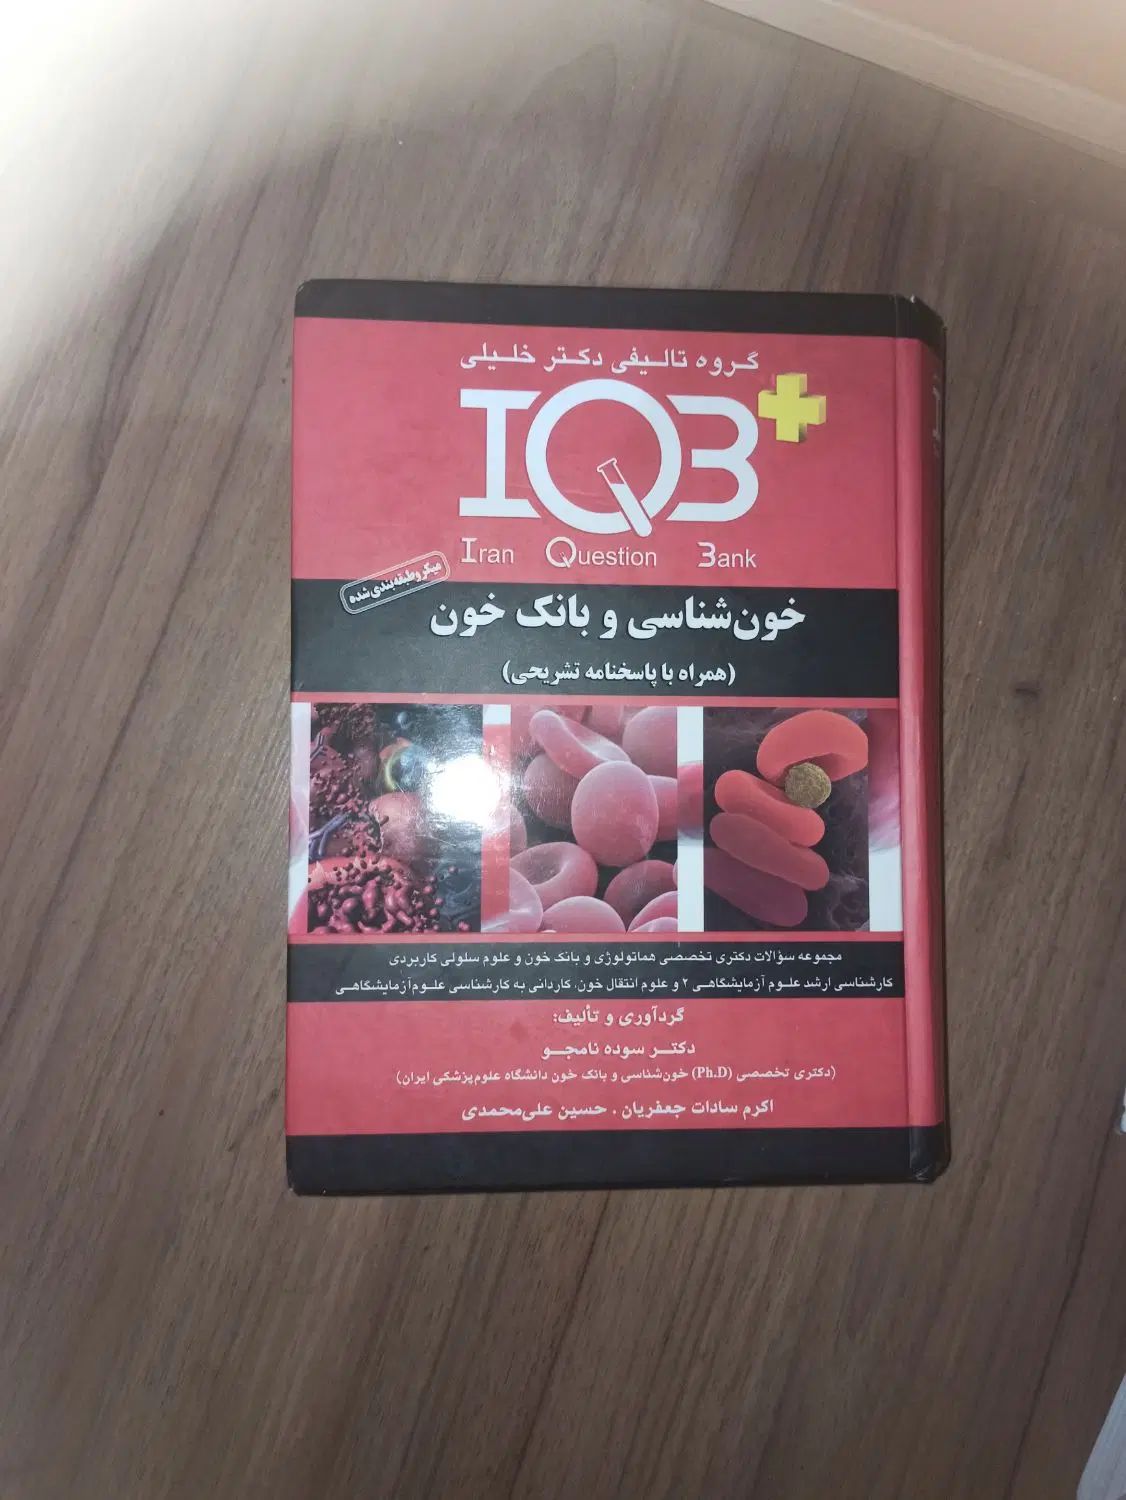 گروه تالیفی دکتر خلیلی
IQB+
Iran Question Bank
میکرو طبقه‌بندی شده
خون‌شناسی و بانک خون
(همراه با پاسخنامه تشریحی)
مجموعه سؤالات دکتری تخصصی هماتولوژی و بانک خون و علوم سلولی کاربردی
کارشناسی ارشد علوم آزمایشگاهی ۲ و علوم انتقال خون، کاردانی به کارشناسی علوم آزمایشگاهی
گردآوری و تألیف:
دکتر سوده نامجو
(دکتری تخصصی (Ph.D) خون‌شناسی و بانک خون دانشگاه علوم پزشکی ایران)
اکرم سادات جعفریان . حسین علی‌محمدی